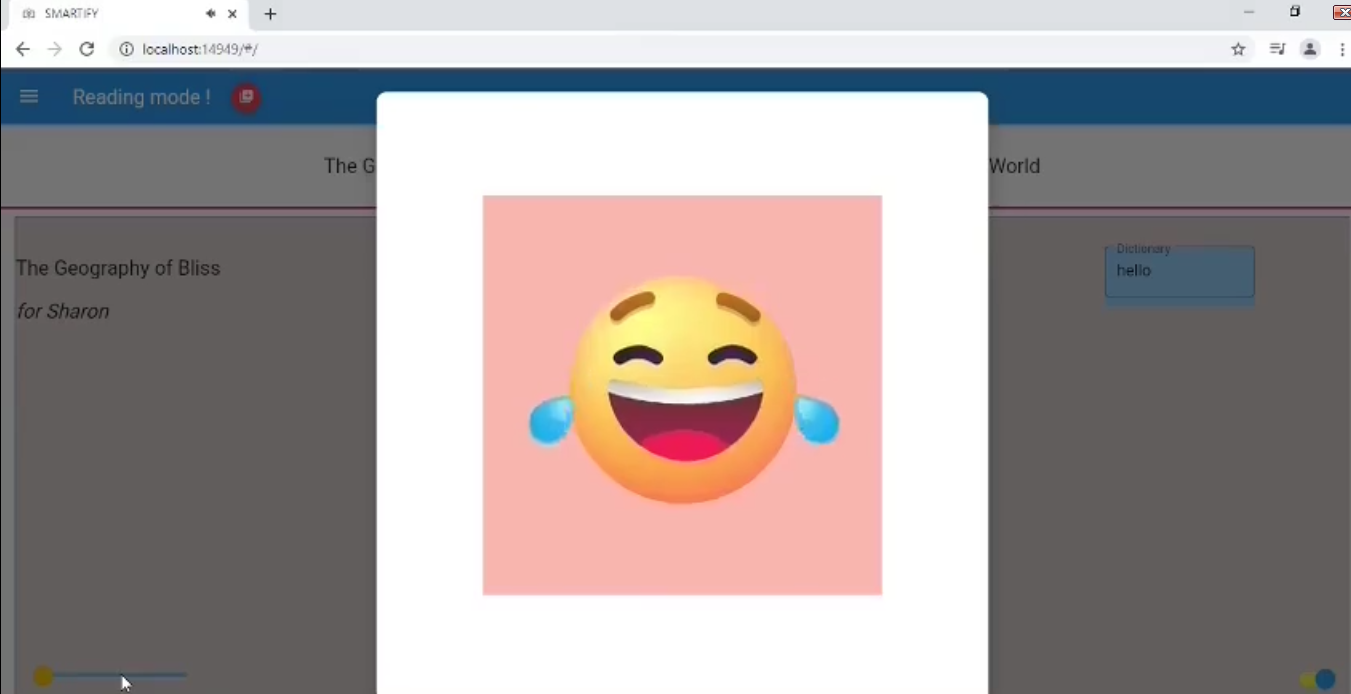 SMARTIFY
localhost:14949/#/
Reading mode !
The G World
The Geography of Bliss
for Sharon
Dictionary
hello